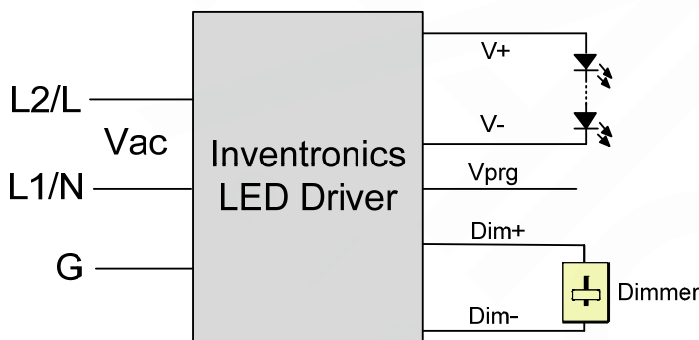 L2/L
Vac
L1/N
G
Inventronics
LED Driver
V+
V-
Vprg
Dim+
Dim-
Dimmer